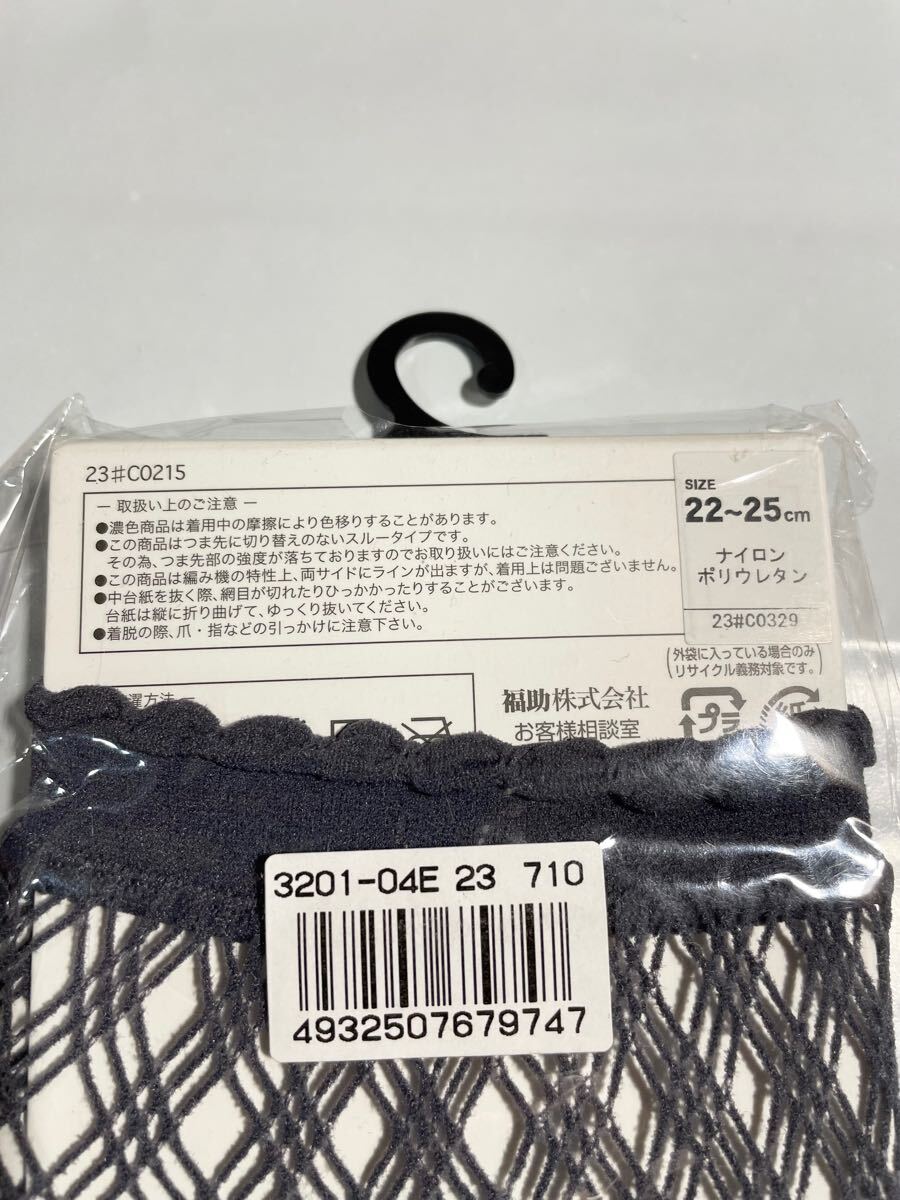 23#C0215
― 取扱い上のご注意 ―
●濃色商品は着用中の摩擦により色移りすることがあります。
●この商品はつま先に切り替えのないスルータイプです。
その為、つま先部の強度が落ちておりますのでお取り扱いにはご注意ください。
●この商品は編み機の特性上、両サイドにラインが出ますが、着用上は問題ございません。
●中台紙を抜く際、網目が切れたりひっかかったりすることがございます。
台紙は縦に折り曲げて、ゆっくり抜いてください。
●着脱の際、爪・指などの引っかけに注意下さい。
SIZE
22~25cm
ナイロン
ポリウレタン
23#C0329
(外袋に入っている場合のみ
リサイクル義務対象です。)
方法 ―
福助株式会社
お客様相談室
プラ
紙
3201-04E 23 710
4932507679747